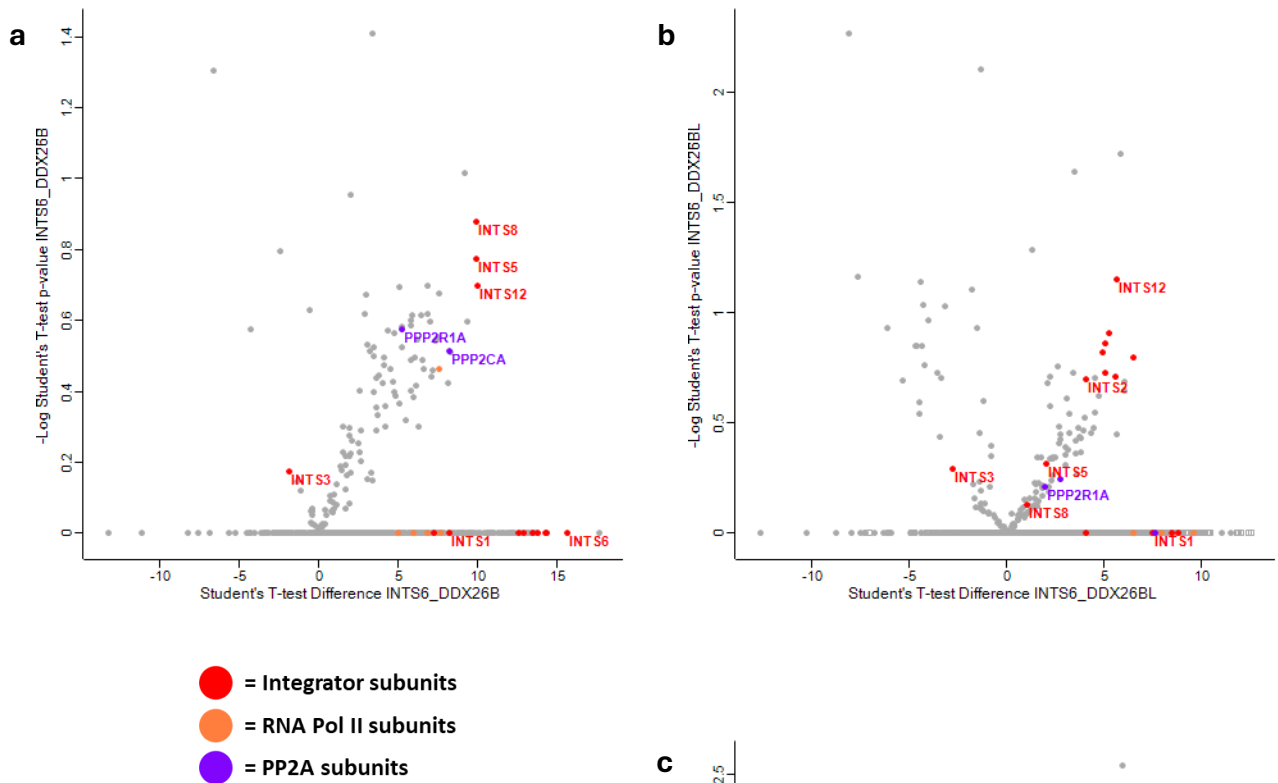 a
-Log Student's T-test p-value INTS6_DDX26B
1.4
1.2
1
0.8
0.6
0.4
0.2
0
INTS8
INTS5
INTS12
PPP2R1A
PPP2CA
INTS3
INTS1
INTS6
-10 -5 0 5 10 15
Student's T-test Difference INTS6_DDX26B
b
-Log Student's T-test p-value INTS6_DDX26BL
2
1.5
1
0.5
0
INTS12
INTS2
INTS3
INTS5
PPP2R1A
INTS8
INTS1
-10 -5 0 5 10
Student's T-test Difference INTS6_DDX26BL
= Integrator subunits
= RNA Pol II subunits
= PP2A subunits
c
2.5